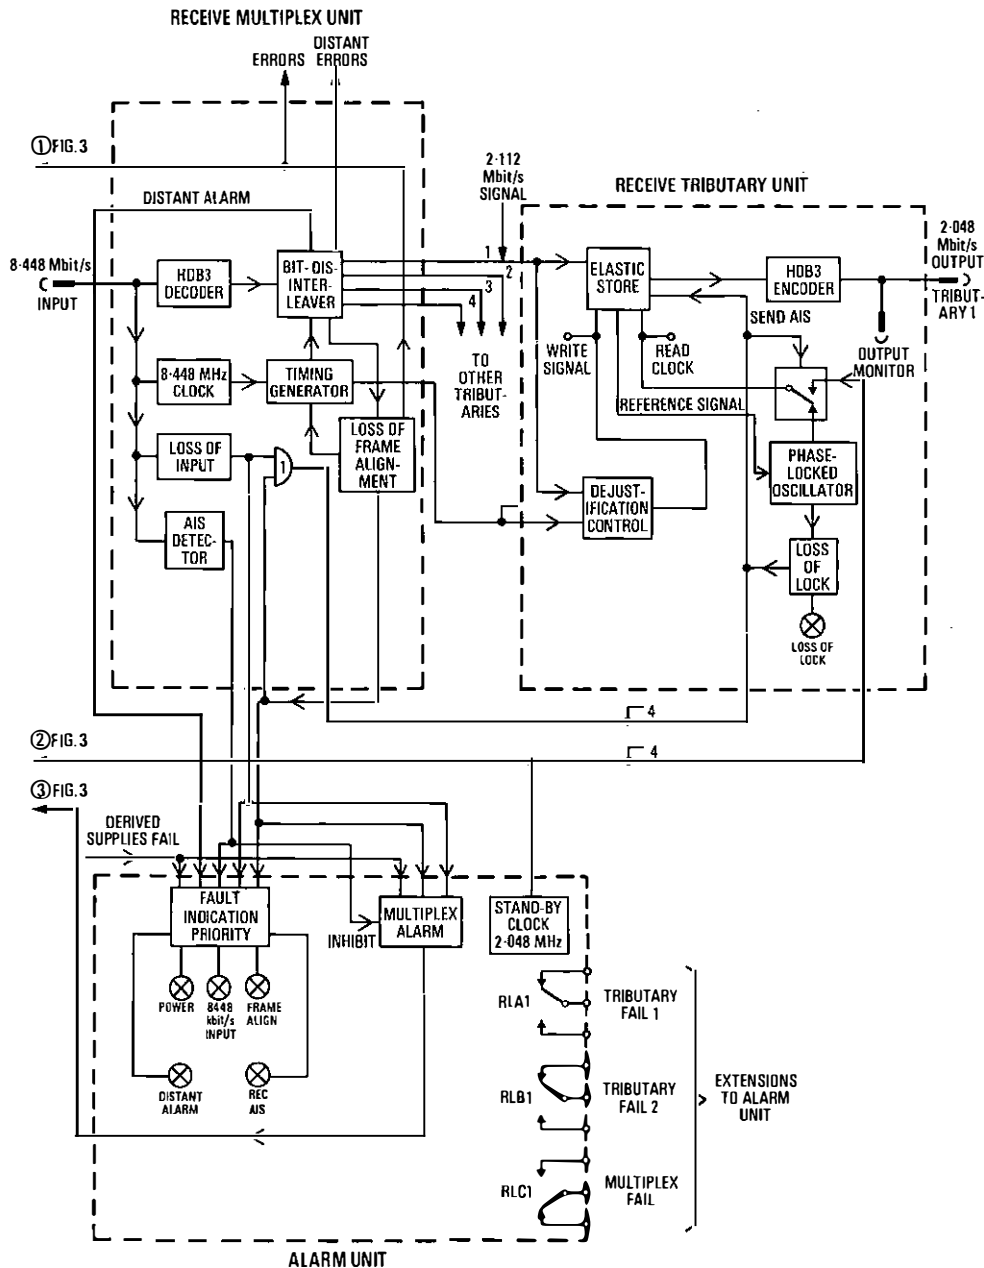 RECEIVE MULTIPLEX UNIT
ERRORS
DISTANT
ERRORS
①FIG.3
DISTANT ALARM
8·448 Mbit/s
INPUT
HDB3
DECODER
BIT-DIS-
INTER-
LEAVER
8·448 MHz
CLOCK
TIMING
GENERATOR
LOSS OF
INPUT
1
LOSS OF
FRAME
ALIGN-
MENT
AIS
DETEC-
TOR
2·112
Mbit/s
SIGNAL
1
2
3
4
TO
OTHER
TRIBUT-
ARIES
RECEIVE TRIBUTARY UNIT
ELASTIC
STORE
HDB3
ENCODER
2·048
Mbit/s
OUTPUT
TRIBUT-
ARY 1
SEND AIS
OUTPUT
MONITOR
WRITE
SIGNAL
READ
CLOCK
REFERENCE SIGNAL
PHASE-
LOCKED
OSCILLATOR
DEJUST-
IFICATION
CONTROL
LOSS
OF
LOCK
LOSS OF
LOCK
4
②FIG.3
4
③FIG.3
DERIVED
SUPPLIES FAIL
FAULT
INDICATION
PRIORITY
INHIBIT
MULTIPLEX
ALARM
STAND-BY
CLOCK
2·048 MHz
POWER
8448
kbit/s
INPUT
FRAME
ALIGN
DISTANT
ALARM
REC
AIS
RLA1
TRIBUTARY
FAIL 1
RLB1
TRIBUTARY
FAIL 2
RLC1
MULTIPLEX
FAIL
EXTENSIONS
TO ALARM
UNIT
ALARM UNIT